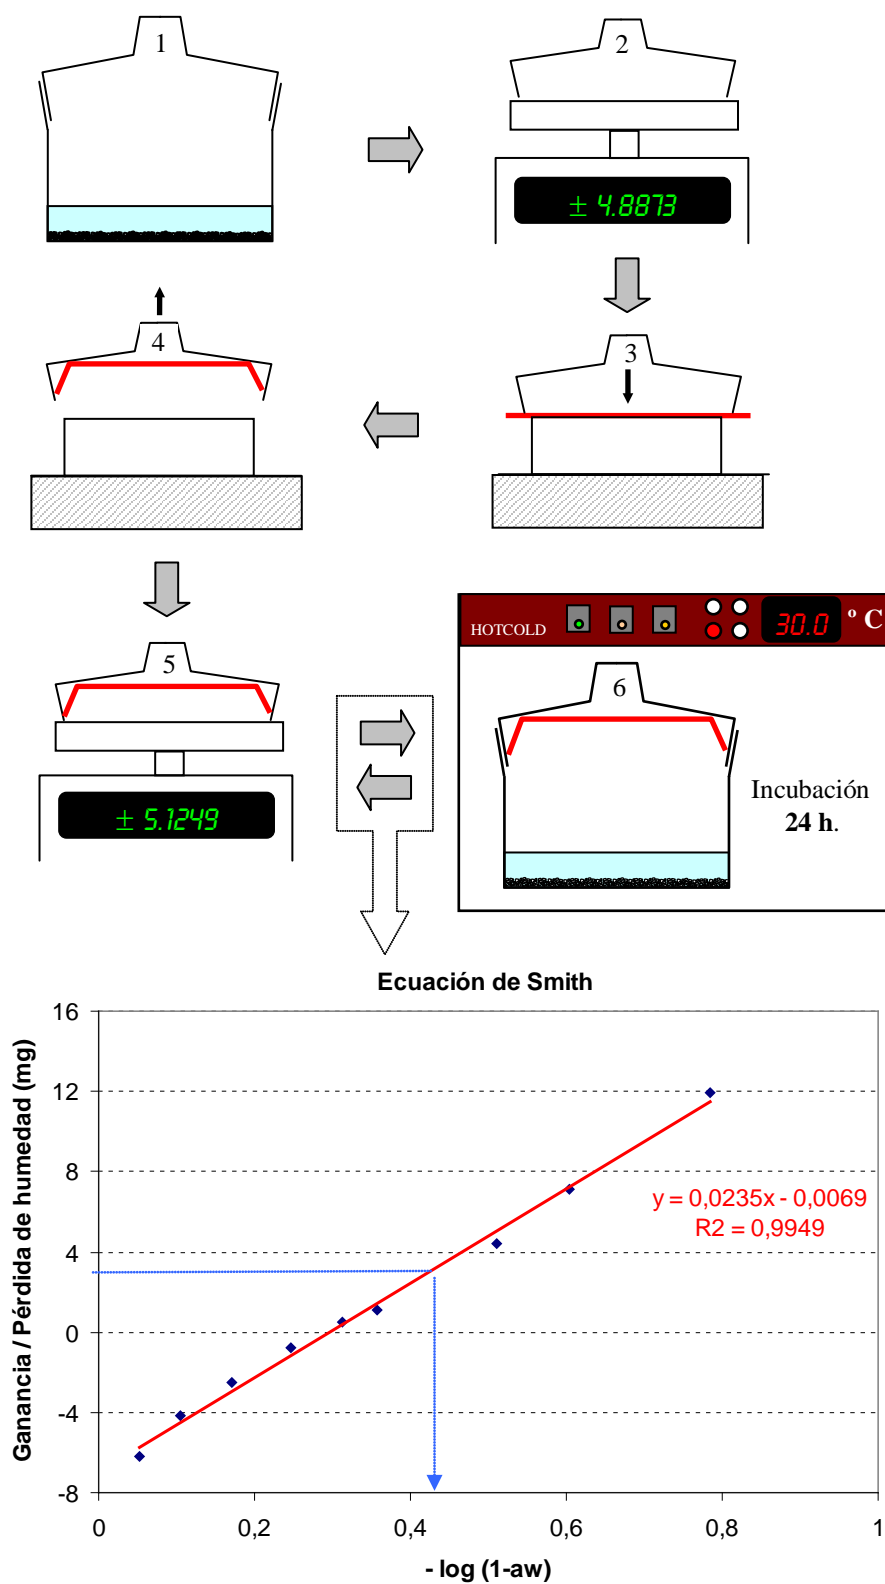 1
2
± 4.8873
4
3
5
± 5.1249
HOTCOLD
30.0 º C
6
Incubación
24 h.
Ecuación de Smith
Ganancia / Pérdida de humedad (mg)
16
12
8
4
0
-4
-8
y = 0,0235x - 0,0069
R2 = 0,9949
0 0,2 0,4 0,6 0,8 1
- log (1-aw)